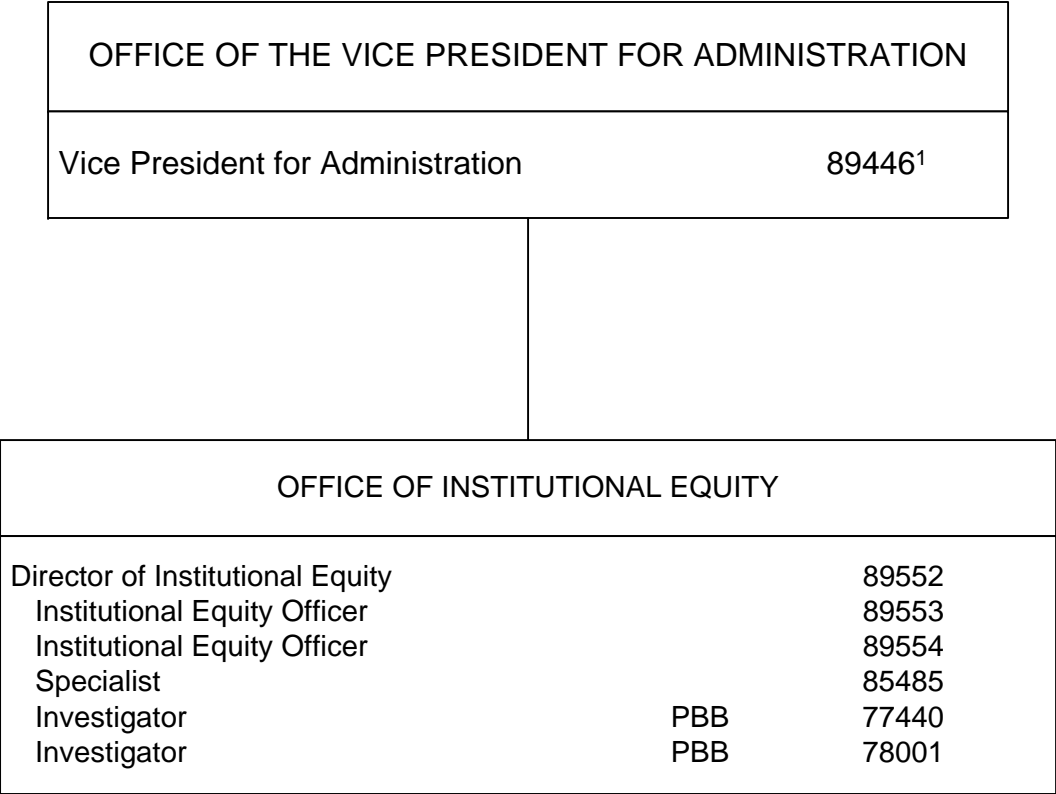 OFFICE OF THE VICE PRESIDENT FOR ADMINISTRATION
Vice President for Administration 89446¹
OFFICE OF INSTITUTIONAL EQUITY
Director of Institutional Equity 89552
Institutional Equity Officer 89553
Institutional Equity Officer 89554
Specialist 85485
Investigator PBB 77440
Investigator PBB 78001